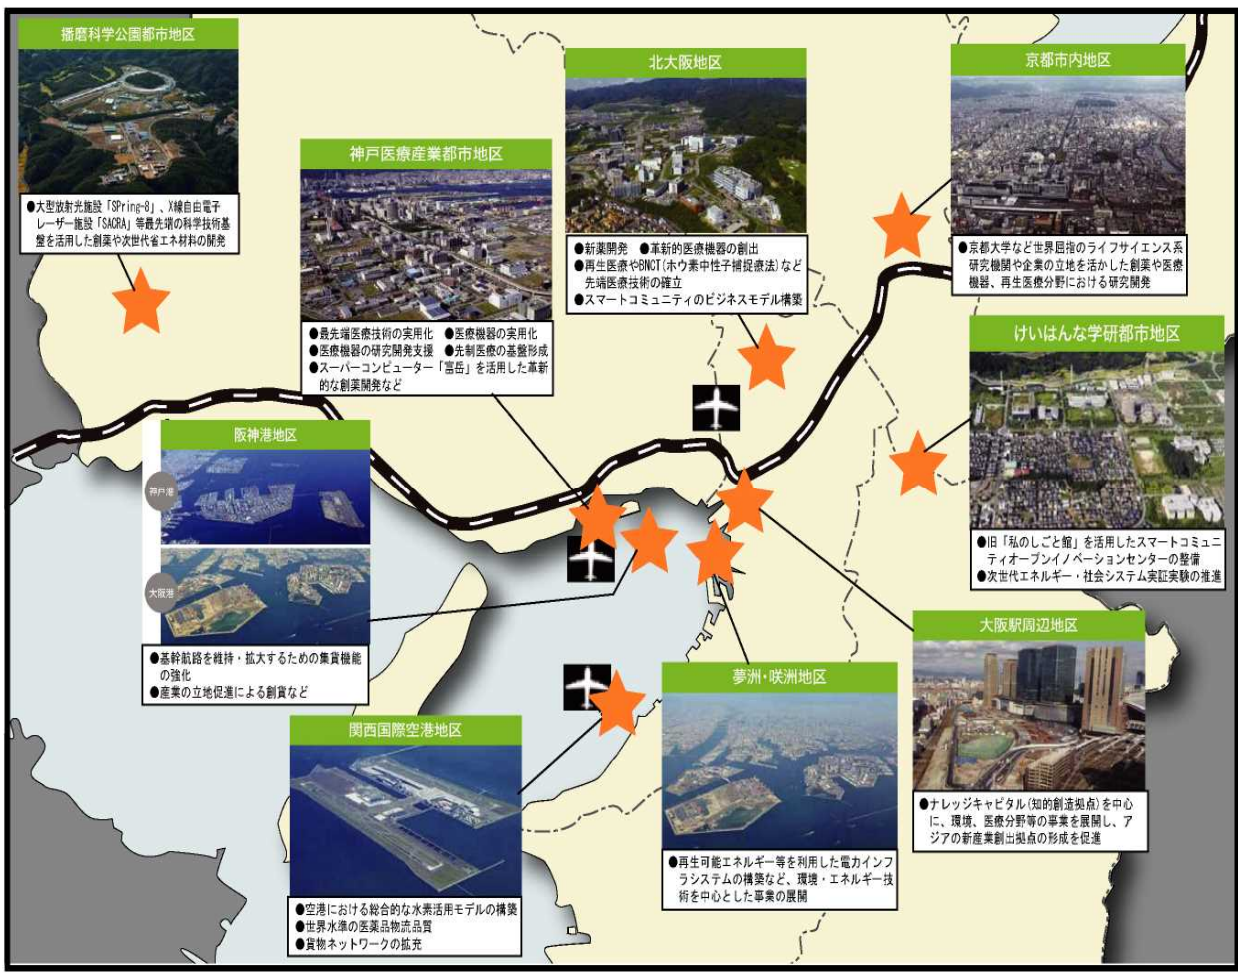 播磨科学公園都市地区
●大型放射光施設「SPring-8」、X線自由電子
レーザー施設「SACRA」等最先端の科学技術基
盤を活用した創薬や次世代省エネ材料の開発
神戸医療産業都市地区
●最先端医療技術の実用化 ●医療機器の実用化
●医療機器の研究開発支援 ●先制医療の基盤形成
●スーパーコンピューター「富岳」を活用した革新
的な創薬開発など
北大阪地区
●新薬開発 ●革新的医療機器の創出
●再生医療やBNCT(ホウ素中性子捕捉療法)など
先端医療技術の確立
●スマートコミュニティのビジネスモデル構築
京都市内地区
●京都大学など世界屈指のライフサイエンス系
研究機関や企業の立地を活かした創薬や医療
機器、再生医療分野における研究開発
けいはんな学研都市地区
●旧「私のしごと館」を活用したスマートコミュニ
ティオープンイノベーションセンターの整備
●次世代エネルギー・社会システム実証実験の推進
阪神港地区
神戸港
大阪港
●基幹航路を維持・拡大するための集貨機能
の強化
●産業の立地促進による創貨など
関西国際空港地区
●空港における総合的な水素活用モデルの構築
●世界水準の医薬品物流品質
●貨物ネットワークの拡充
夢洲・咲洲地区
●再生可能エネルギー等を利用した電力インフ
ラシステムの構築など、環境・エネルギー技
術を中心とした事業の展開
大阪駅周辺地区
●ナレッジキャピタル(知的創造拠点)を中心
に、環境、医療分野等の事業を展開し、ア
ジアの新産業創出拠点の形成を促進